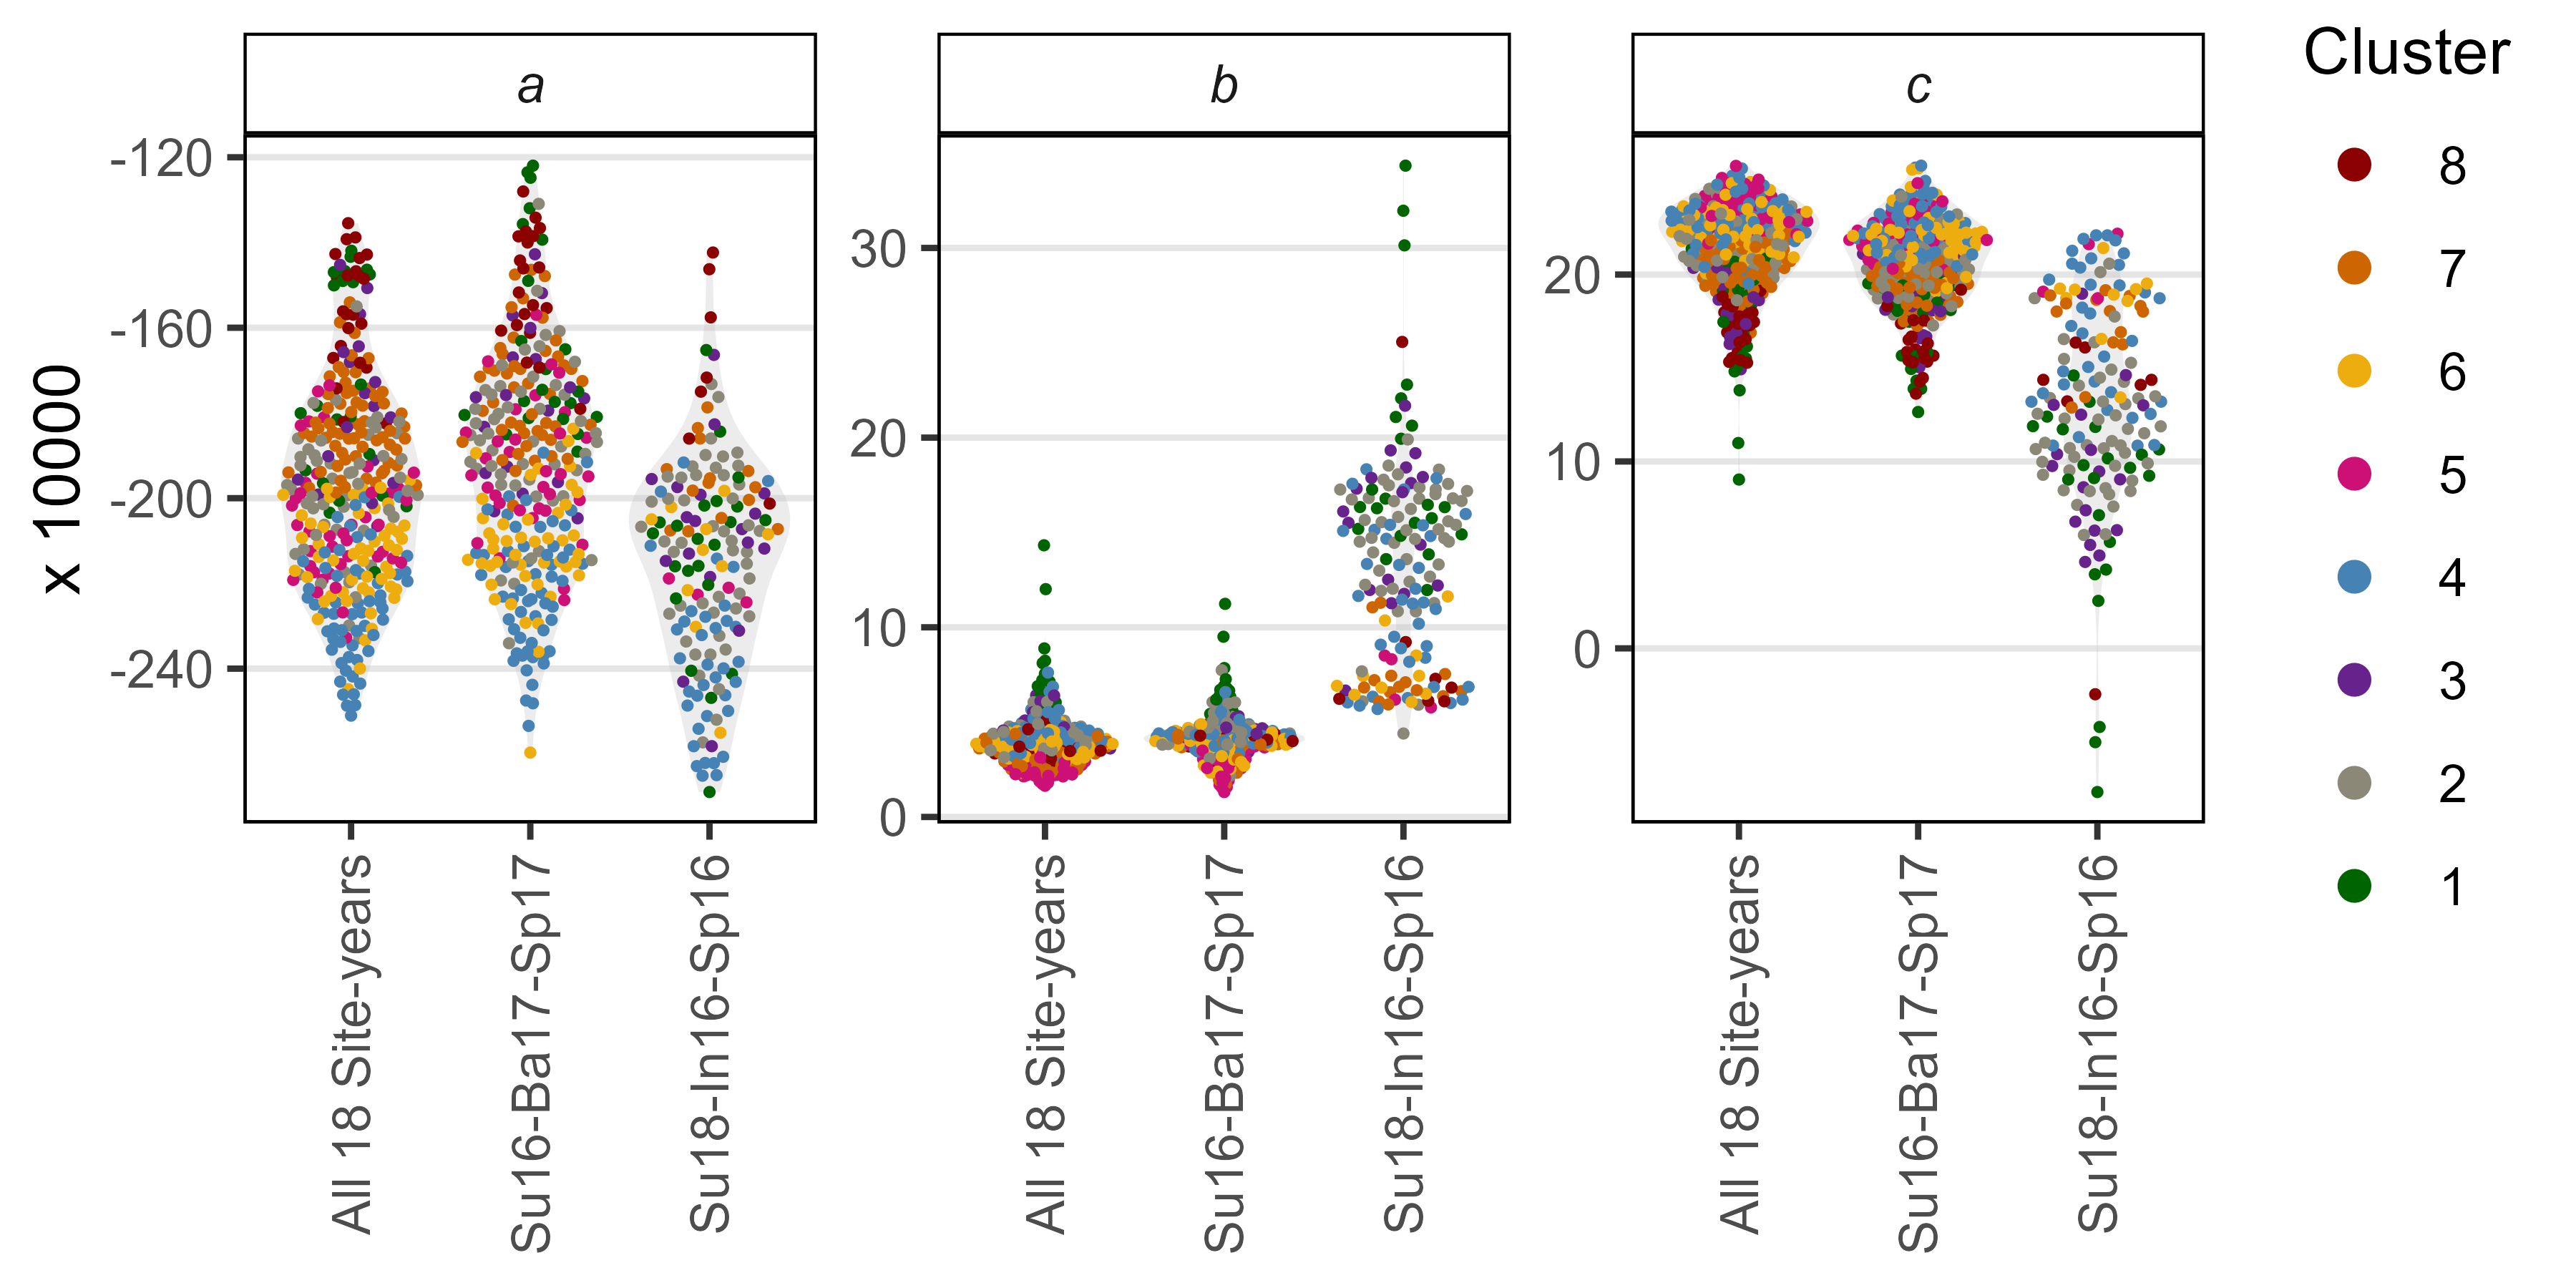 a
b
c
x 10000
-120
-160
-200
-240
30
20
10
0
20
10
0
All 18 Site-years
Su16-Ba17-Sp17
Su18-In16-Sp16
All 18 Site-years
Su16-Ba17-Sp17
Su18-In16-Sp16
All 18 Site-years
Su16-Ba17-Sp17
Su18-In16-Sp16
Cluster
8
7
6
5
4
3
2
1